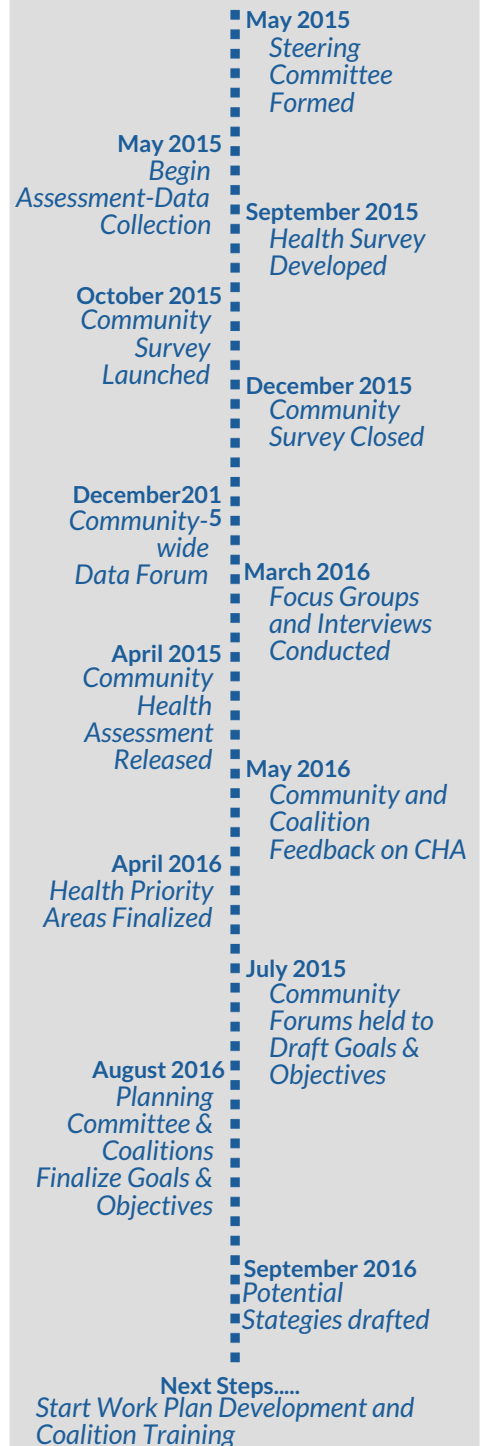 May 2015
Steering
Committee
Formed
May 2015
Begin
Assessment-Data
Collection
September 2015
Health Survey
Developed
October 2015
Community
Survey
Launched
December 2015
Community
Survey Closed
December201
5
Community-
wide
Data Forum
March 2016
Focus Groups
and Interviews
Conducted
April 2015
Community
Health
Assessment
Released
May 2016
Community and
Coalition
Feedback on CHA
April 2016
Health Priority
Areas Finalized
July 2015
Community
Forums held to
Draft Goals &
Objectives
August 2016
Planning
Committee &
Coalitions
Finalize Goals &
Objectives
September 2016
Potential
Stategies drafted
Next Steps.....
Start Work Plan Development and
Coalition Training